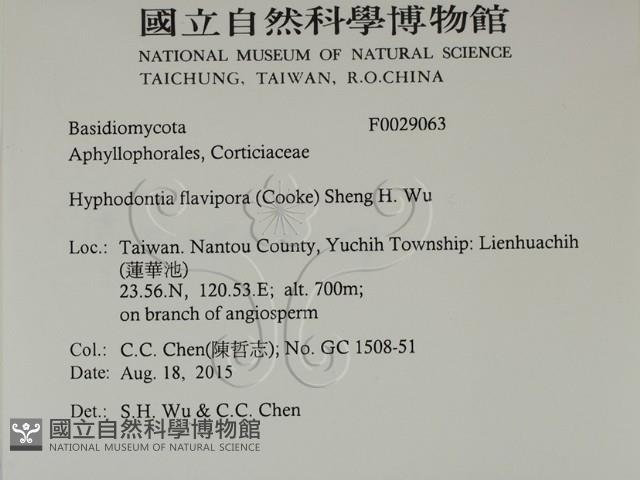 國立自然科學博物館
NATIONAL MUSEUM OF NATURAL SCIENCE
TAICHUNG, TAIWAN, R.O.CHINA
Basidiomycota F0029063
Aphyllophorales, Corticiaceae
Hyphodontia flavipora (Cooke) Sheng H. Wu
Loc.: Taiwan. Nantou County, Yuchih Township: Lienhuachih
(蓮華池)
23.56.N, 120.53.E; alt. 700m;
on branch of angiosperm
Col.: C.C. Chen(陳哲志); No. GC 1508-51
Date: Aug. 18, 2015
Det.: S.H. Wu & C.C. Chen
國立自然科學博物館
NATIONAL MUSEUM OF NATURAL SCIENCE